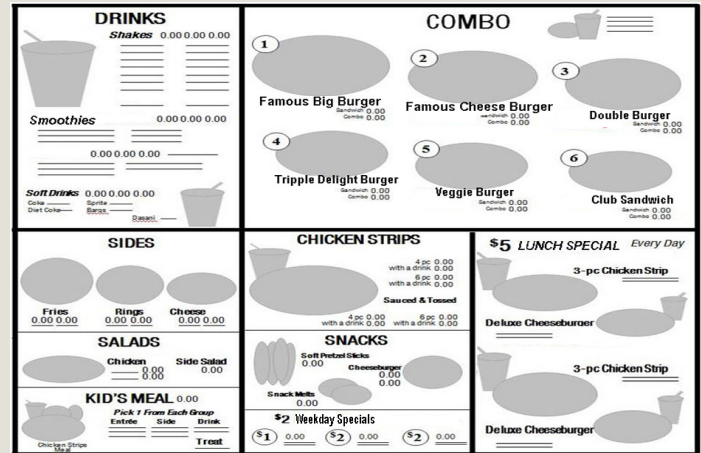 DRINKS
Shakes 0.00 0.00 0.00
Smoothies 0.00 0.00 0.00
0.00 0.00 0.00
Soft Drinks 0.00 0.00 0.00
Coke Sprite
Diet Coke Barqs
Dasani
COMBO
1
Famous Big Burger
Sandwich 0.00
Combo 0.00
2
Famous Cheese Burger
Sandwich 0.00
Combo 0.00
3
Double Burger
Sandwich 0.00
Combo 0.00
4
Tripple Delight Burger
Sandwich 0.00
Combo 0.00
5
Veggie Burger
Sandwich 0.00
Combo 0.00
6
Club Sandwich
Sandwich 0.00
Combo 0.00
SIDES
Fries Rings Cheese
0.00 0.00 0.00 0.00 0.00 0.00
SALADS
Chicken Side Salad
0.00 0.00
0.00
KID'S MEAL 0.00
Pick 1 From Each Group
Entrée Side Drink
Treat
Chicken Strips
Meal
CHICKEN STRIPS
4 pc 0.00
with a drink 0.00
6 pc 0.00
with a drink 0.00
Sauced & Tossed
4 pc 0.00 6 pc 0.00
with a drink 0.00 with a drink 0.00
SNACKS
Soft Pretzel Sticks
0.00
Cheeseburger
0.00
0.00
Snack Melts
0.00
$2 Weekday Specials
$1 0.00 $2 0.00 $2 0.00
$5 LUNCH SPECIAL Every Day
3-pc Chicken Strip
Deluxe Cheeseburger
3-pc Chicken Strip
Deluxe Cheeseburger